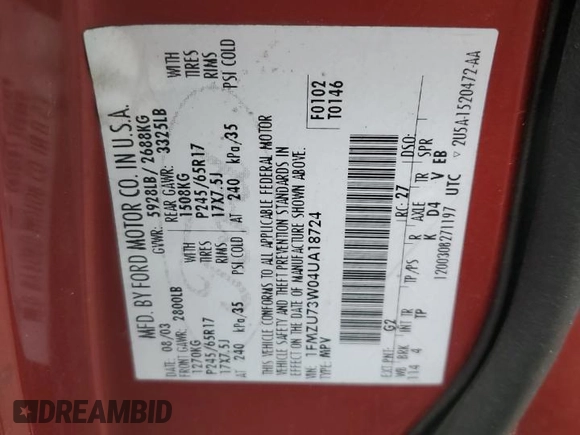 MFD. BY FORD MOTOR CO. IN U.S.A.
DATE: 08/03 GVWR: 5928LB/ 2688KG
FRONT GAWR: 2800LB REAR GAWR: 3325LB
1270KG 1508KG WITH
P245/65R17 P245/65R17 TIRES
17X7.5J 17X7.5J RIMS
AT 240 kPa/35 AT 240 kPa/35 PSI COLD
WITH
TIRES
RIMS
PSI COLD
THIS VEHICLE CONFORMS TO ALL APPLICABLE FEDERAL MOTOR
VEHICLE SAFETY AND THEFT PREVENTION STANDARDS IN
EFFECT ON THE DATE OF MANUFACTURE SHOWN ABOVE.
VIN: 1FMZU73W04UA18724
TYPE: MPV
F0102
T0146
EXT PNT: G2 RC: 27 DSO:
WB BRK INT TR TP/PS R AXLE TR SPR
114 4 TP K D4 V EB
1200308271197 UTC
2U5A-1520472-AA
DREAMBID